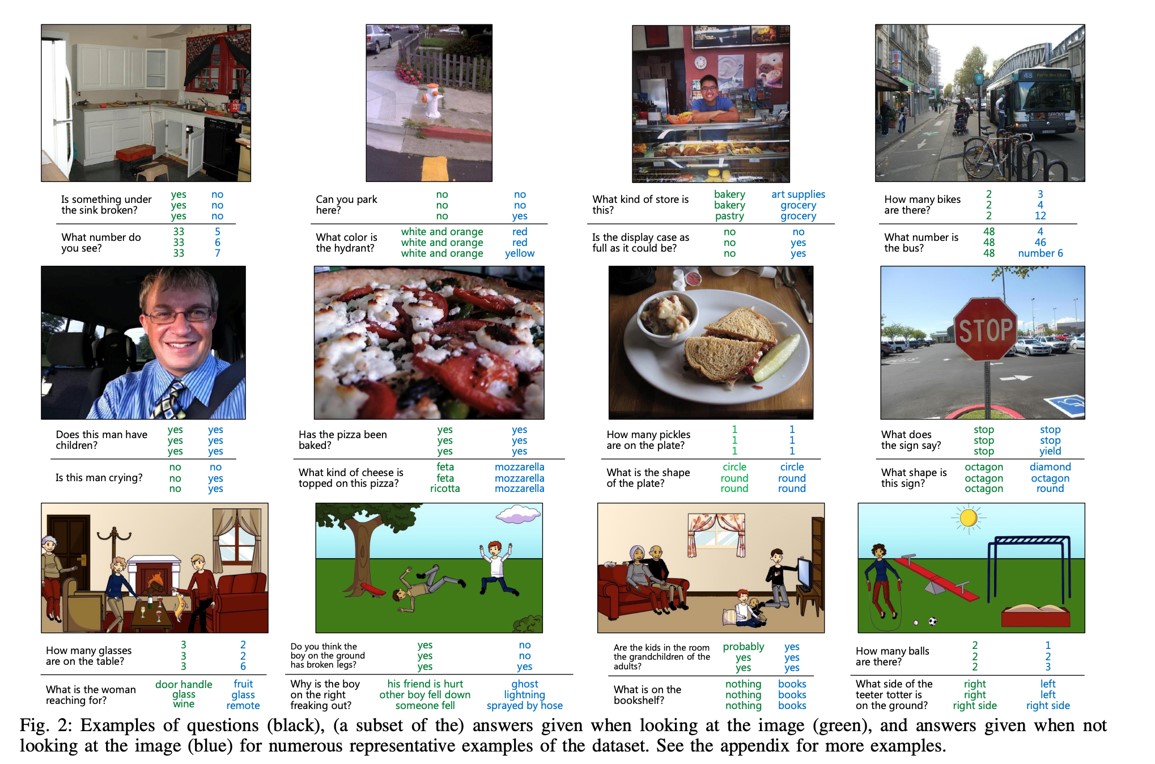 48
STOP
Is something under yes no
the sink broken? yes no
yes no
What number do 33 5
you see? 33 6
33 7
Can you park no no
here? no no
no yes
What color is white and orange red
the hydrant? white and orange red
white and orange yellow
What kind of store is bakery art supplies
this? bakery grocery
pastry grocery
Is the display case as no no
full as it could be? no yes
no yes
How many bikes 2 3
are there? 2 4
2 12
What number is 48 4
the bus? 48 46
48 number 6
Does this man have yes yes
children? yes yes
yes yes
Is this man crying? no no
no yes
no yes
Has the pizza been yes yes
baked? yes yes
yes yes
What kind of cheese is feta mozzarella
topped on this pizza? feta mozzarella
ricotta mozzarella
How many pickles 1 1
are on the plate? 1 1
1 1
What is the shape circle circle
of the plate? round round
round round
What does stop stop
the sign say? stop stop
stop yield
What shape is octagon diamond
this sign? octagon octagon
octagon round
How many glasses 3 2
are on the table? 3 2
3 6
What is the woman door handle fruit
reaching for? glass glass
wine remote
Do you think the yes no
boy on the ground yes no
has broken legs? yes yes
Why is the boy his friend is hurt ghost
on the right other boy fell down lightning
freaking out? someone fell sprayed by hose
Are the kids in the room probably yes
the grandchildren of the yes yes
adults? yes yes
What is on the nothing books
bookshelf? nothing books
nothing books
How many balls 2 1
are there? 2 2
2 3
What side of the right left
teeter totter is right left
on the ground? right side right side
Fig. 2: Examples of questions (black), (a subset of the) answers given when looking at the image (green), and answers given when not
looking at the image (blue) for numerous representative examples of the dataset. See the appendix for more examples.